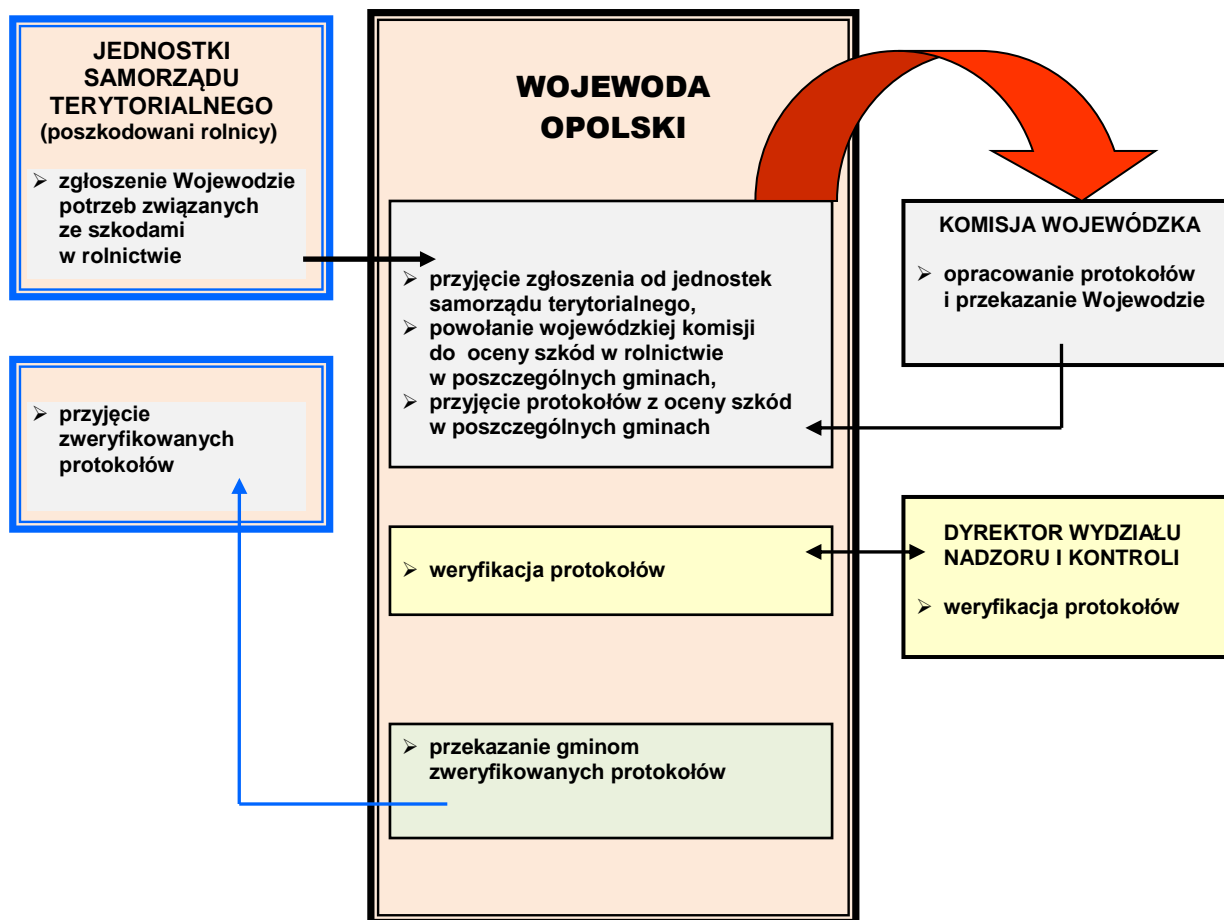 JEDNOSTKI
SAMORZĄDU
TERYTORIALNEGO
(poszkodowani rolnicy)
➢ zgłoszenie Wojewodzie
potrzeb związanych
ze szkodami
w rolnictwie
➢ przyjęcie
zweryfikowanych
protokołów
WOJEWODA
OPOLSKI
➢ przyjęcie zgłoszenia od jednostek
samorządu terytorialnego,
➢ powołanie wojewódzkiej komisji
do oceny szkód w rolnictwie
w poszczególnych gminach,
➢ przyjęcie protokołów z oceny szkód
w poszczególnych gminach
➢ weryfikacja protokołów
➢ przekazanie gminom
zweryfikowanych protokołów
KOMISJA WOJEWÓDZKA
➢ opracowanie protokołów
i przekazanie Wojewodzie
DYREKTOR WYDZIAŁU
NADZORU I KONTROLI
➢ weryfikacja protokołów